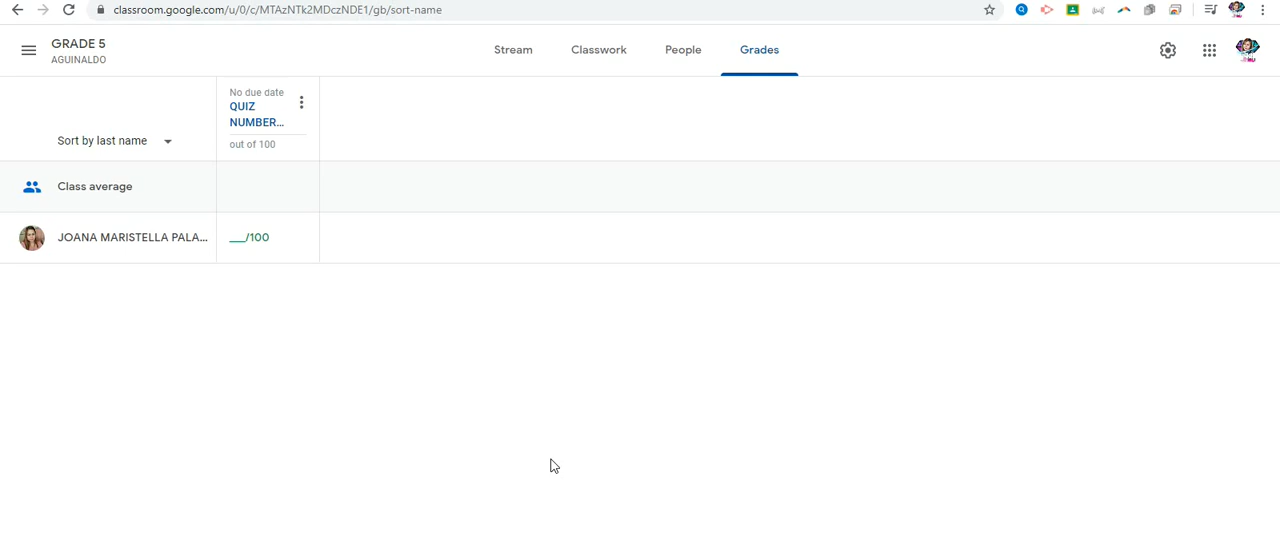 classroom.google.com/u/0/c/MTAzNTk2MDczNDE1/gb/sort-name
GRADE 5
AGUINALDO
Stream
Classwork
People
Grades
No due date
QUIZ
NUMBER...
out of 100
Sort by last name
Class average
JOANA MARISTELLA PALA...
___/100